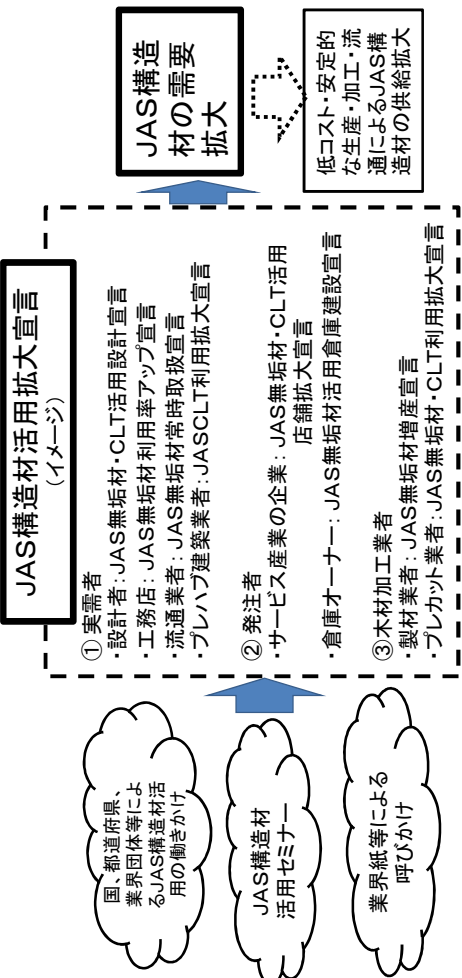 国、都道府県、
業界団体等によ
るJAS構造材活
用の働きかけ
JAS構造材
活用セミナー
業界紙等による
呼びかけ
JAS構造材活用拡大宣言
(イメージ)
①実需者
・設計者：JAS無垢材・CLT活用設計宣言
・工務店：JAS無垢材利用率アップ宣言
・流通業者：JAS無垢材常時取扱宣言
・プレハブ建築業者：JASCLT利用拡大宣言
②発注者
・サービス産業の企業：JAS無垢材・CLT活用
店舗拡大宣言
・倉庫オーナー：JAS無垢材活用倉庫建設宣言
③木材加工業者
・製材業者：JAS無垢材増産宣言
・プレカット業者：JAS無垢材・CLT利用拡大宣言
JAS構造
材の需要
拡大
低コスト・安定的
な生産・加工・流
通によるJAS構
造材の供給拡大